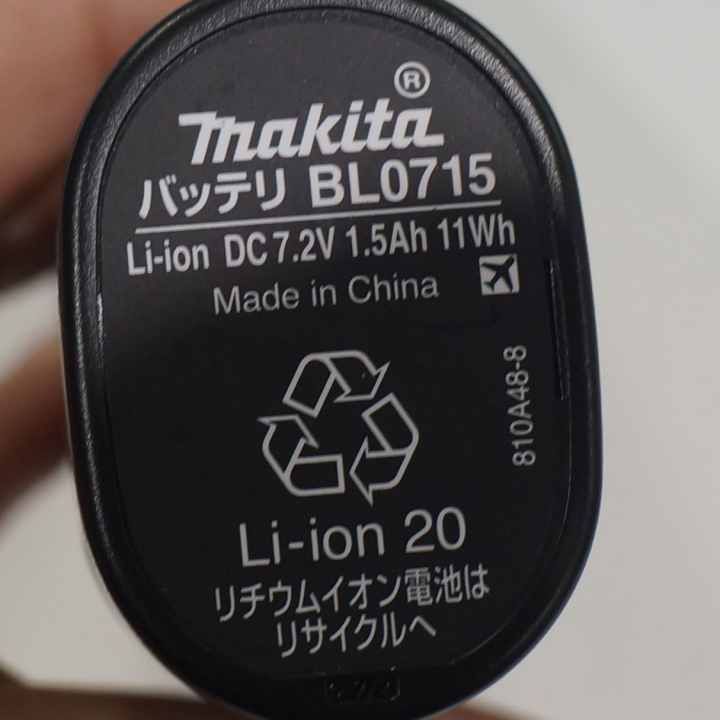 makita®
バッテリ BL0715
Li-ion DC 7.2V 1.5Ah 11Wh
Made in China
810A48-8
Li-ion 20
リチウムイオン電池は
リサイクルへ